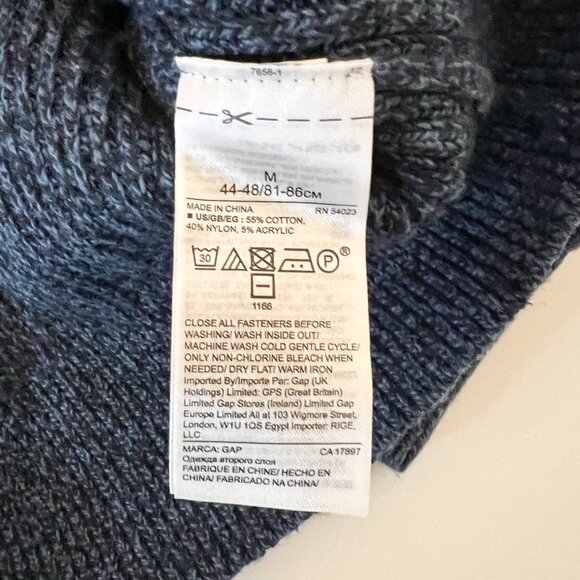 7858-1
M
44-48/81-86CM
MADE IN CHINA RN 54023
■ US/GB/EG : 55% COTTON,
40% NYLON, 5% ACRYLIC
30 P ®
1166
CLOSE ALL FASTENERS BEFORE
WASHING/ WASH INSIDE OUT/
MACHINE WASH COLD GENTLE CYCLE/
ONLY NON-CHLORINE BLEACH WHEN
NEEDED/ DRY FLAT/ WARM IRON
Imported By/Importe Par: Gap (UK
Holdings) Limited: GPS (Great Britain)
Limited Gap Stores (Ireland) Limited Gap
Europe Limited All at 103 Wigmore Street,
London, W1U 1QS Egypt Importer: RIGE,
LLC
MARCA: GAP CA 17897
Одежда второго слоя
FABRIQUE EN CHINE/ HECHO EN
CHINA/ FABRICADO NA CHINA/